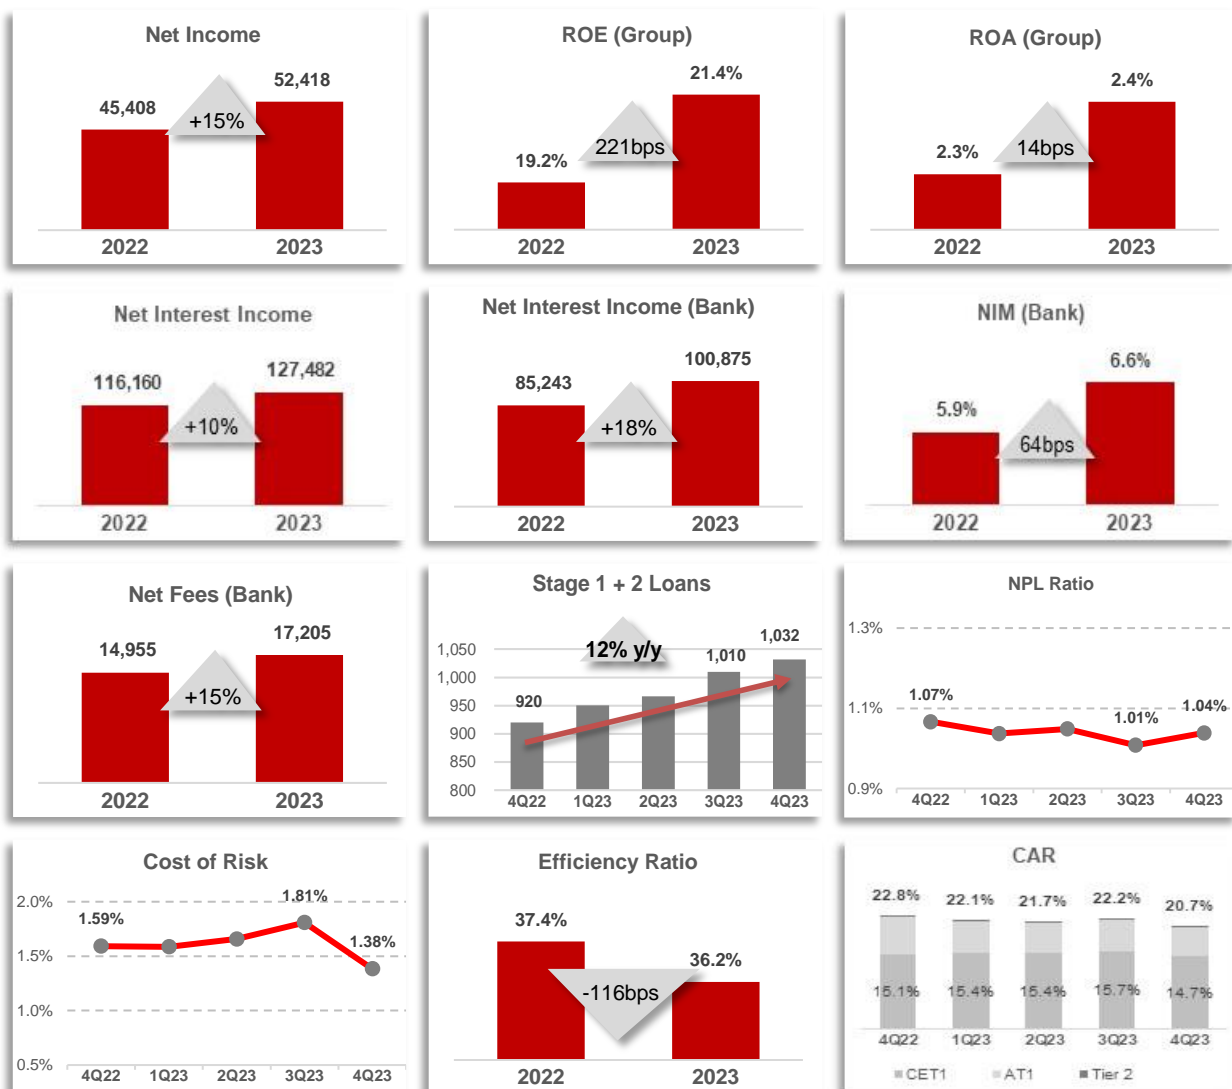 Net Income
45,408
52,418
+15%
2022
2023
ROE (Group)
19.2%
21.4%
221bps
2022
2023
ROA (Group)
2.3%
2.4%
14bps
2022
2023
Net Interest Income
116,160
127,482
+10%
2022
2023
Net Interest Income (Bank)
85,243
100,875
+18%
2022
2023
NIM (Bank)
5.9%
6.6%
64bps
2022
2023
Net Fees (Bank)
14,955
17,205
+15%
2022
2023
Stage 1 + 2 Loans
12% y/y
1,050
1,000
950
900
850
800
920
1,010
1,032
4Q22 1Q23 2Q23 3Q23 4Q23
NPL Ratio
1.3%
1.1%
0.9%
1.07%
1.01%
1.04%
4Q22 1Q23 2Q23 3Q23 4Q23
Cost of Risk
2.0%
1.5%
1.0%
0.5%
1.59%
1.81%
1.38%
4Q22 1Q23 2Q23 3Q23 4Q23
Efficiency Ratio
37.4%
36.2%
-116bps
2022
2023
CAR
22.8% 22.1% 21.7% 22.2% 20.7%
15.1% 15.4% 15.4% 15.7% 14.7%
4Q22 1Q23 2Q23 3Q23 4Q23
CET1 AT1 Tier 2